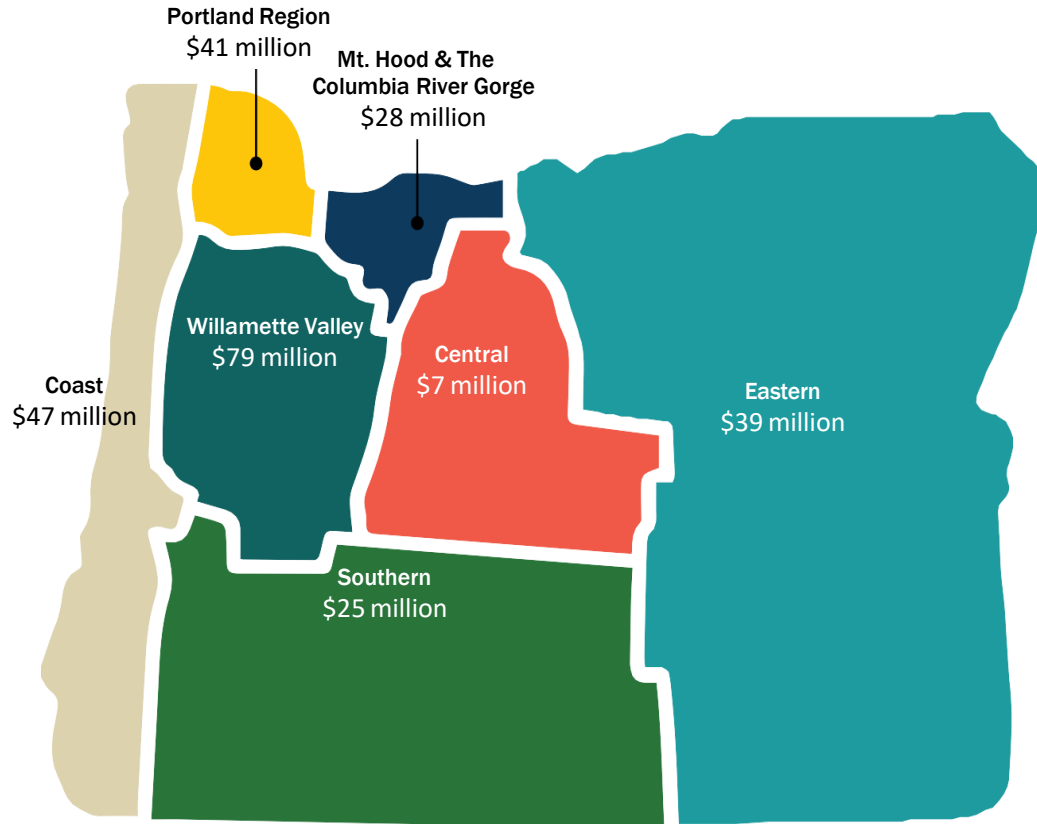 Portland Region
$41 million
Mt. Hood & The
Columbia River Gorge
$28 million
Willamette Valley
$79 million
Central
$7 million
Coast
$47 million
Eastern
$39 million
Southern
$25 million